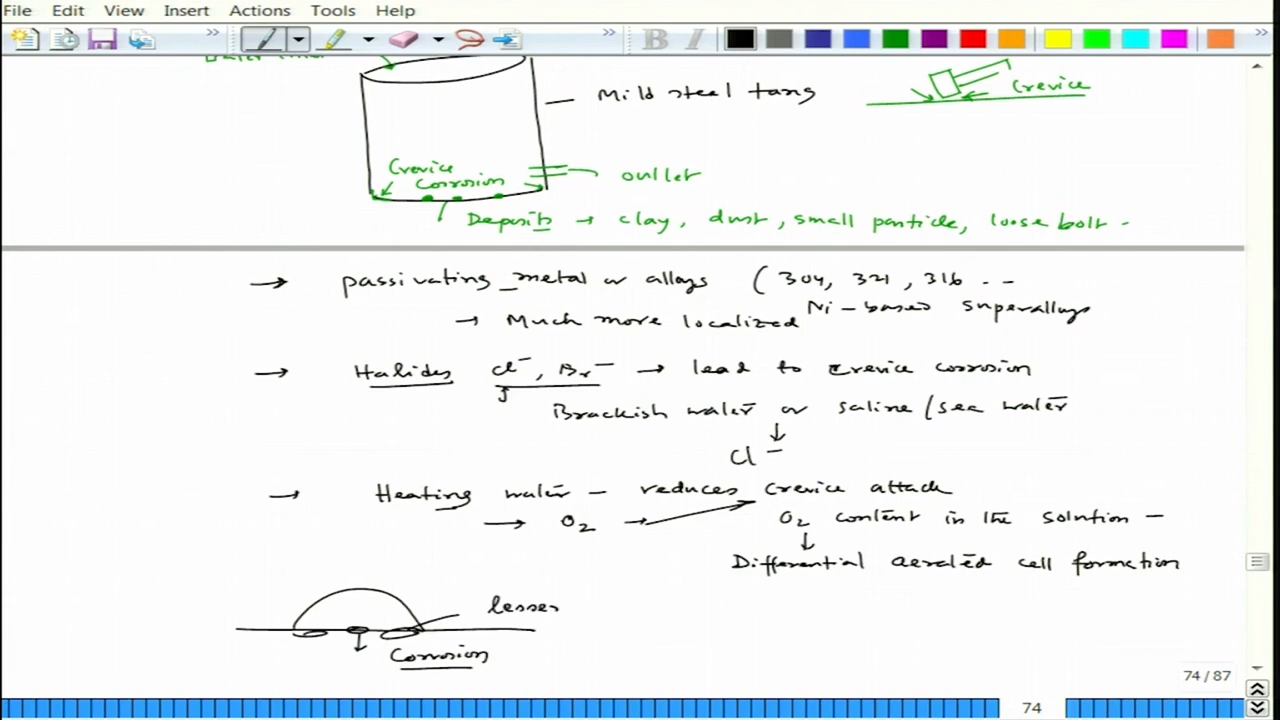 File Edit View Insert Actions Tools Help
B I
Mild steel tang
Crevice
Crevice
Corrosion
outlet
Deposits → clay, dust, small particle, loose bolt -
→ passivating metal or alloys (304, 321, 316 . . -
Ni-based superalloys
→ Much more localized
→ Halides Cl⁻, Br⁻ → lead to crevice corrosion
Brackish water or saline/sea water
↓
Cl⁻
→ Heating water - reduces crevice attack
→ O₂ → O₂ content in the solution -
↓
Differential aerated cell formation
lesser
Corrosion
74 / 87
74